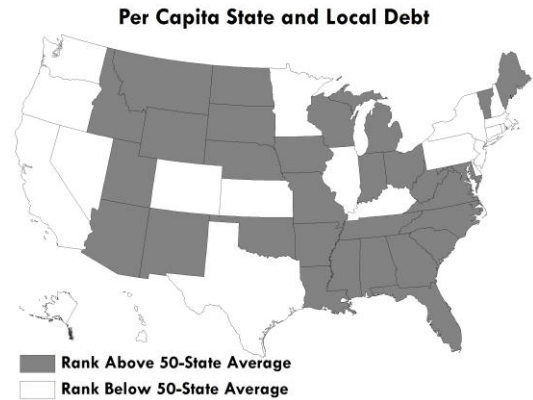 Per Capita State and Local Debt
Rank Above 50-State Average
Rank Below 50-State Average